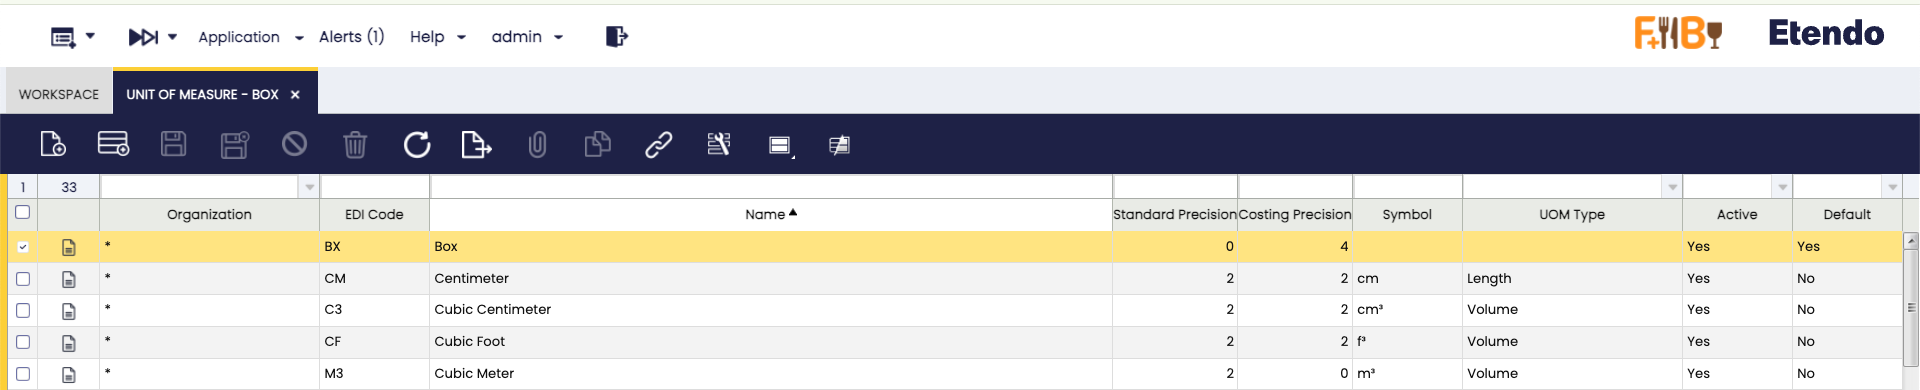 Application Alerts (1) Help admin F+B Etendo
WORKSPACE UNIT OF MEASURE - BOX ×
1 33
Organization EDI Code Name Standard Precision Costing Precision Symbol UOM Type Active Default
* BX Box 0 4 Yes Yes
* CM Centimeter 2 2 cm Length Yes No
* C3 Cubic Centimeter 2 2 cm³ Volume Yes No
* CF Cubic Foot 2 2 f³ Volume Yes No
* M3 Cubic Meter 2 0 m³ Volume Yes No